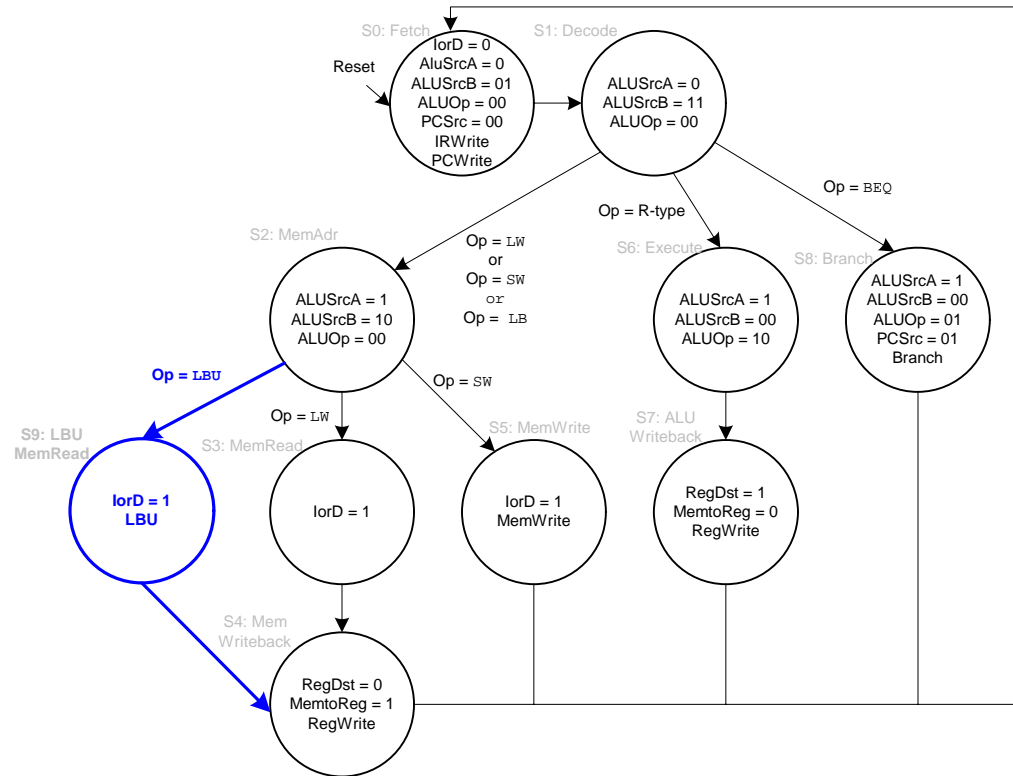 S0: Fetch
S1: Decode
Reset
IorD = 0
AluSrcA = 0
ALUSrcB = 01
ALUOp = 00
PCSrc = 00
IRWrite
PCWrite
ALUSrcA = 0
ALUSrcB = 11
ALUOp = 00
Op = BEQ
Op = R-type
S2: MemAdr
Op = LW
or
Op = SW
or
Op = LB
S6: Execute
S8: Branch
ALUSrcA = 1
ALUSrcB = 10
ALUOp = 00
ALUSrcA = 1
ALUSrcB = 00
ALUOp = 10
ALUSrcA = 1
ALUSrcB = 00
ALUOp = 01
PCSrc = 01
Branch
Op = LBU
Op = SW
Op = LW
S9: LBU
MemRead
S3: MemRead
S5: MemWrite
S7: ALU
Writeback
IorD = 1
LBU
IorD = 1
IorD = 1
MemWrite
RegDst = 1
MemtoReg = 0
RegWrite
S4: Mem
Writeback
RegDst = 0
MemtoReg = 1
RegWrite